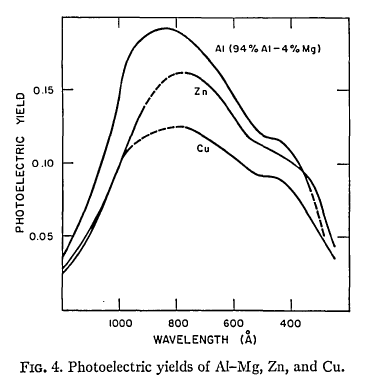 Al (94% Al–4% Mg)
0.15
Zn
0.10
Cu
0.05
PHOTOELECTRIC YIELD
1000 800 600 400
WAVELENGTH (Å)
FIG. 4. Photoelectric yields of Al–Mg, Zn, and Cu.